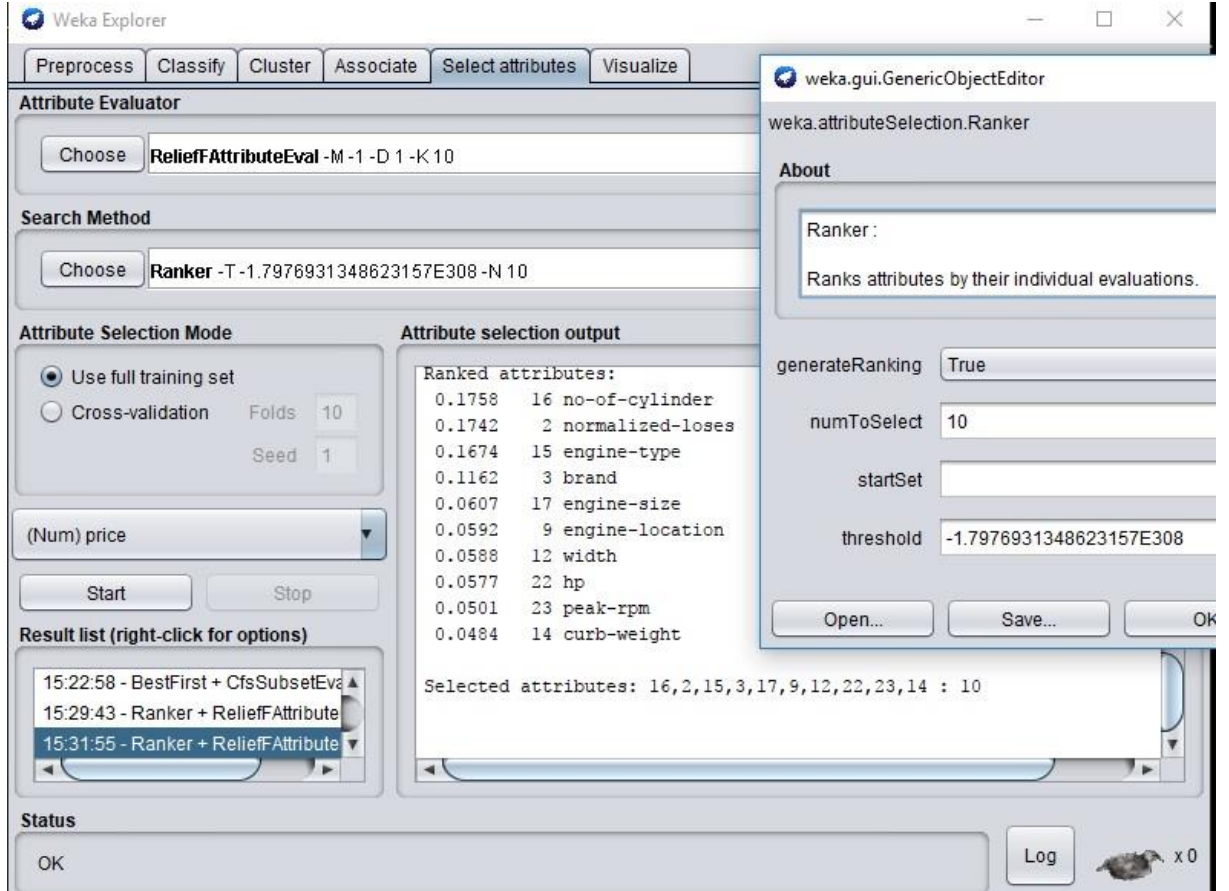 Weka Explorer
Preprocess Classify Cluster Associate Select attributes Visualize
Attribute Evaluator
Choose ReliefFAttributeEval -M -1 -D 1 -K 10
Search Method
Choose Ranker -T -1.7976931348623157E308 -N 10
Attribute Selection Mode
Use full training set
Cross-validation Folds 10
Seed 1
(Num) price
Start Stop
Result list (right-click for options)
15:22:58 - BestFirst + CfsSubsetEva
15:29:43 - Ranker + ReliefFAttribute
15:31:55 - Ranker + ReliefFAttribute
Attribute selection output
Ranked attributes:
0.1758 16 no-of-cylinder
0.1742 2 normalized-loses
0.1674 15 engine-type
0.1162 3 brand
0.0607 17 engine-size
0.0592 9 engine-location
0.0588 12 width
0.0577 22 hp
0.0501 23 peak-rpm
0.0484 14 curb-weight
Selected attributes: 16,2,15,3,17,9,12,22,23,14 : 10
weka.gui.GenericObjectEditor
weka.attributeSelection.Ranker
About
Ranker :
Ranks attributes by their individual evaluations.
generateRanking True
numToSelect 10
startSet
threshold -1.7976931348623157E308
Open... Save... OK
Status
OK
Log x 0